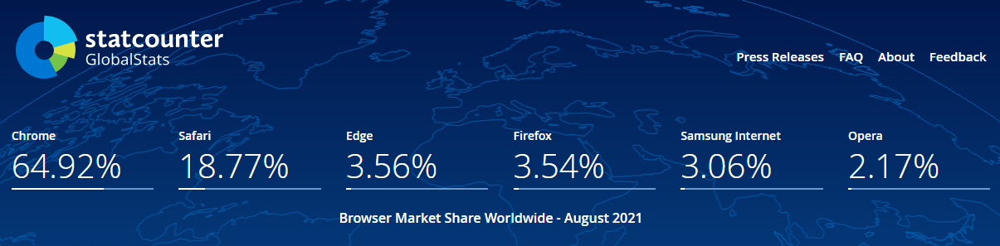 statcounter
GlobalStats
Press Releases FAQ About Feedback
Chrome Safari Edge Firefox Samsung Internet Opera
64.92% 18.77% 3.56% 3.54% 3.06% 2.17%
Browser Market Share Worldwide - August 2021